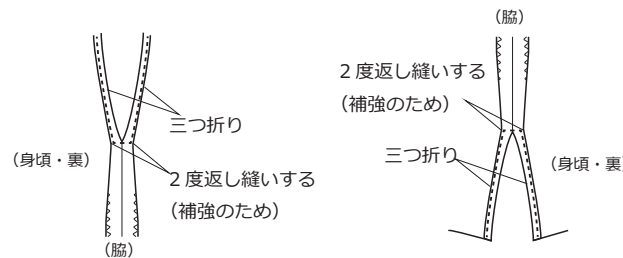 三つ折り
（身頃・裏）
2度返し縫いする
（補強のため）
（脇）
（脇）
2度返し縫いする
（補強のため）
三つ折り
（身頃・裏）